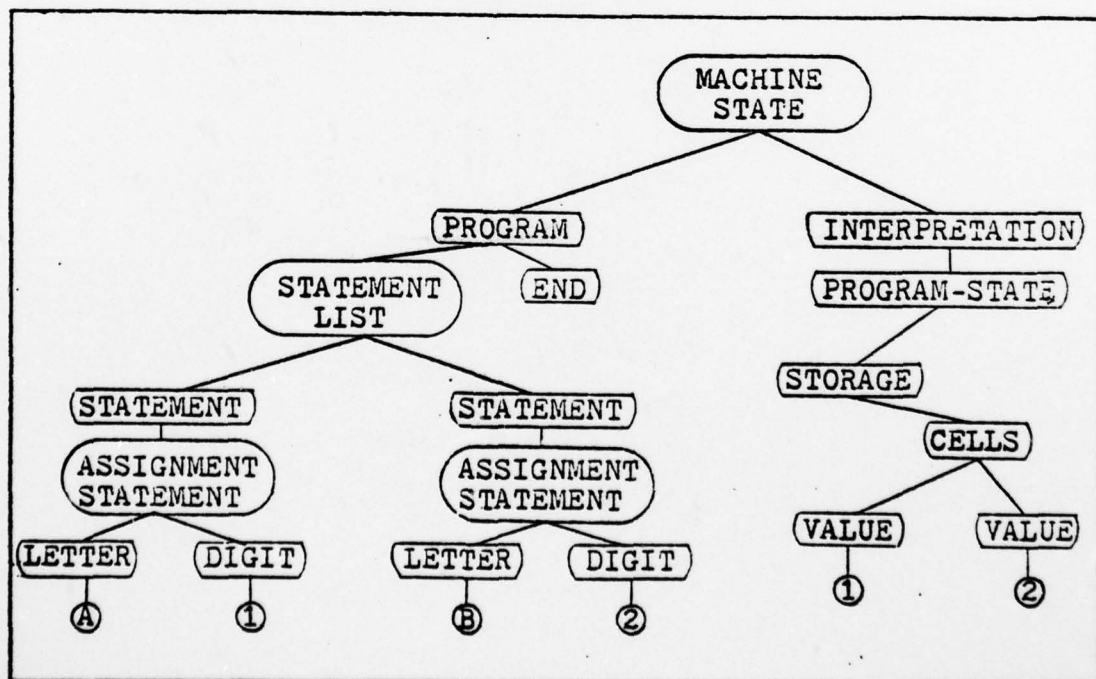 MACHINE
STATE
PROGRAM
INTERPRETATION
STATEMENT
LIST
END
PROGRAM-STATE
STORAGE
STATEMENT
STATEMENT
CELLS
ASSIGNMENT
STATEMENT
ASSIGNMENT
STATEMENT
VALUE
VALUE
LETTER
DIGIT
LETTER
DIGIT
1
2
A
1
B
2